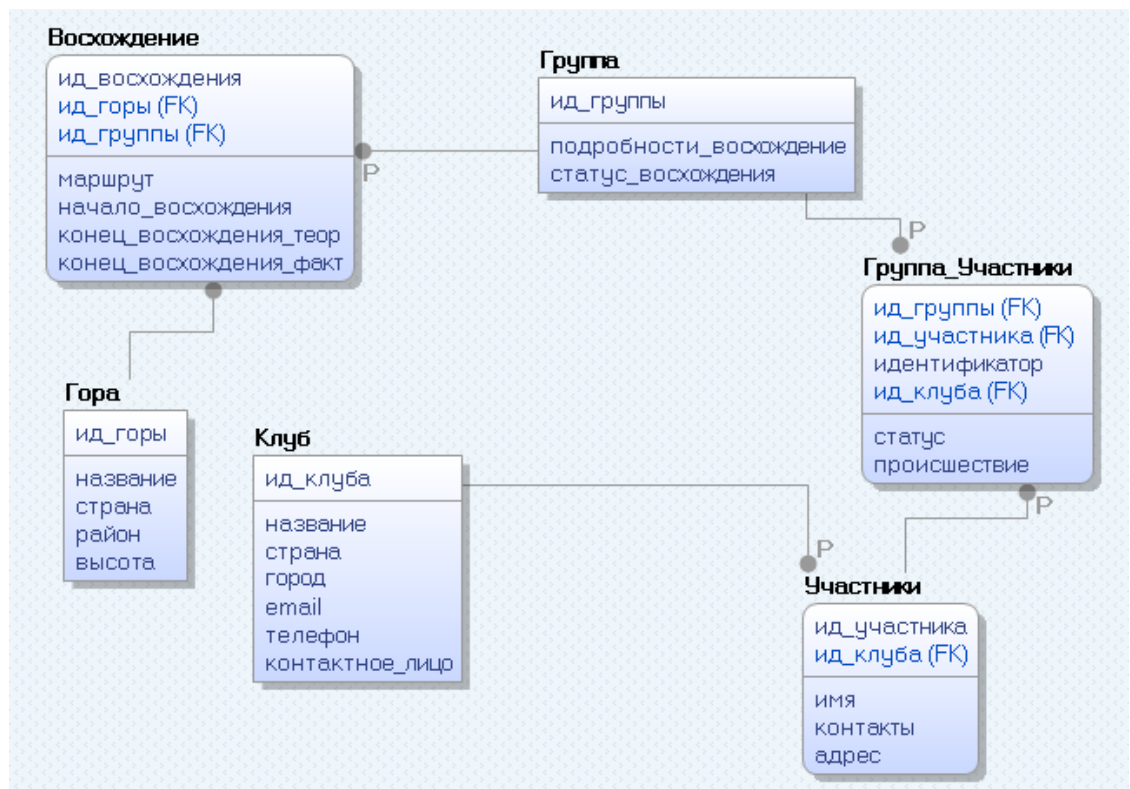 Восхождение
ид_восхождения
ид_горы (FK)
ид_группы (FK)
маршрут
начало_восхождения
конец_восхождения_теор
конец_восхождения_факт
P
Группа
ид_группы
подробности_восхождение
статус_восхождения
P
Группа_Участники
ид_группы (FK)
ид_участника (FK)
идентификатор
ид_клуба (FK)
статус
происшествие
P
Гора
ид_горы
название
страна
район
высота
Клуб
ид_клуба
название
страна
город
email
телефон
контактное_лицо
P
Участники
ид_участника
ид_клуба (FK)
имя
контакты
адрес